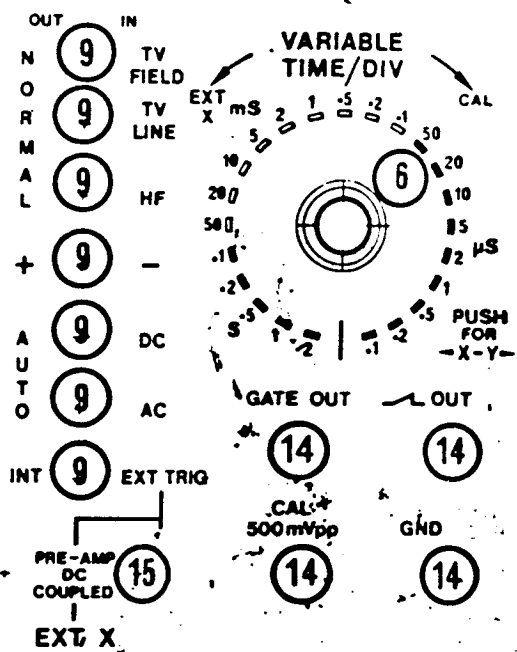 OUT IN
NORMAL
9 TV FIELD
9 TV LINE
9 HF
+ 9 -
AUTO
9 DC
9 AC
INT 9 EXT TRIG
PRE-AMP
DC
COUPLED
15
EXT X
VARIABLE
TIME/DIV
EXT
X
mS
CAL
50 20 10 5 2 1 .5 .2 .1
50 20 10 5 2 1 .5 .2 .1
µS
6
.1 .2 .5 1 2
S
PUSH
FOR
X-Y
GATE OUT
14
OUT
14
CAL
500mVpp
14
GND
14